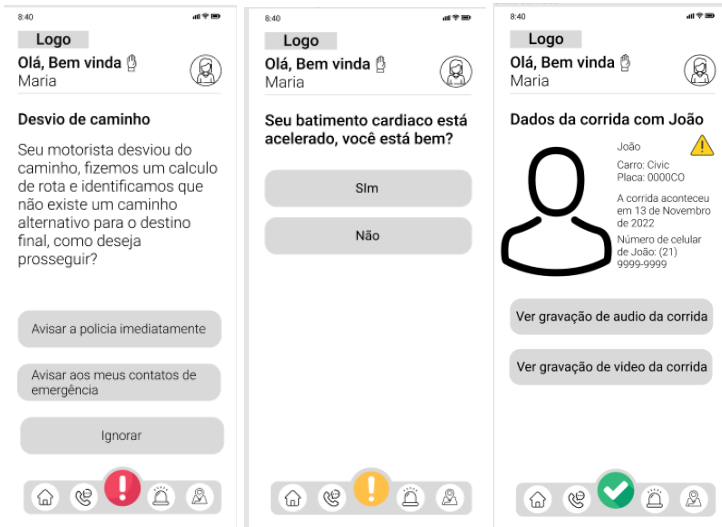 8:40
Logo
Olá, Bem vinda
Maria
Desvio de caminho
Seu motorista desviou do
caminho, fizemos um calculo
de rota e identificamos que
não existe um caminho
alternativo para o destino
final, como deseja
prosseguir?
Avisar a policia imediatamente
Avisar aos meus contatos de
emergência
Ignorar
8:40
Logo
Olá, Bem vinda
Maria
Seu batimento cardiaco está
acelerado, você está bem?
SIm
Não
8:40
Logo
Olá, Bem vinda
Maria
Dados da corrida com João
João
Carro: Civic
Placa: 0000CO
A corrida aconteceu
em 13 de Novembro
de 2022
Número de celular
de João: (21)
9999-9999
Ver gravação de audio da corrida
Ver gravação de video da corrida